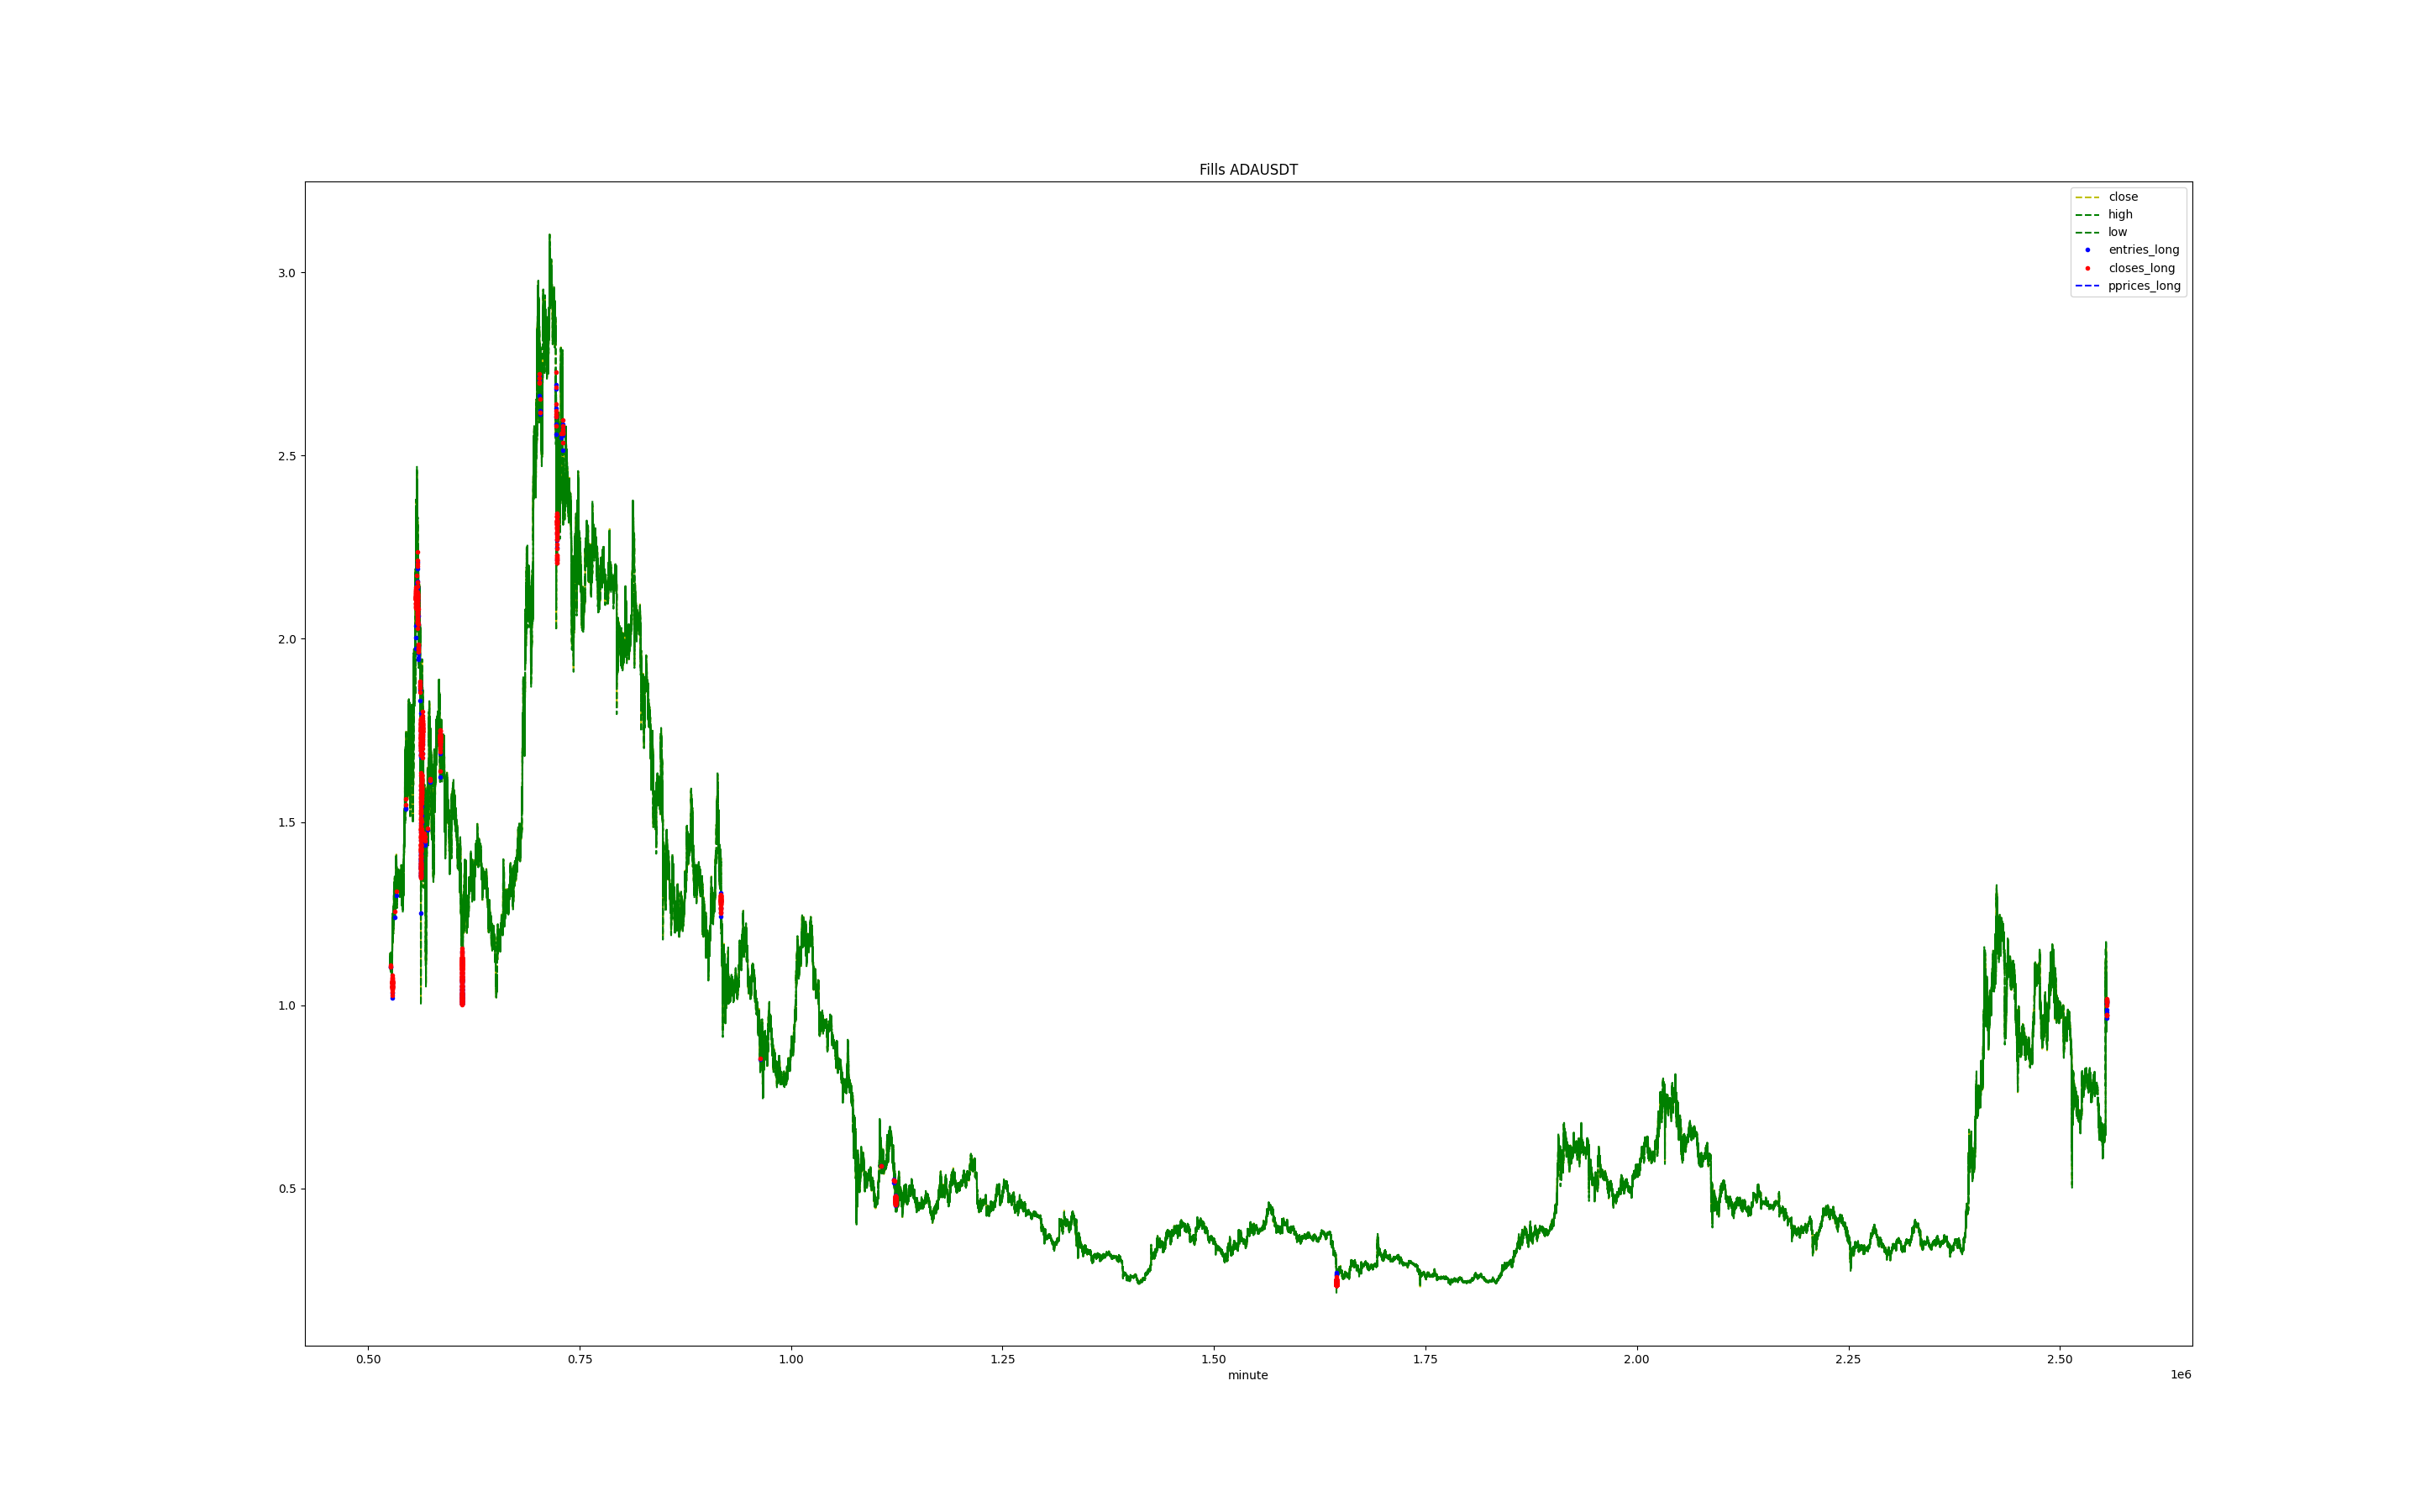 Fills ADAUSDT
close
high
low
entries_long
closes_long
pprices_long
3.0
2.5
2.0
1.5
1.0
0.5
0.50 0.75 1.00 1.25 1.50 1.75 2.00 2.25 2.50
minute 1e6